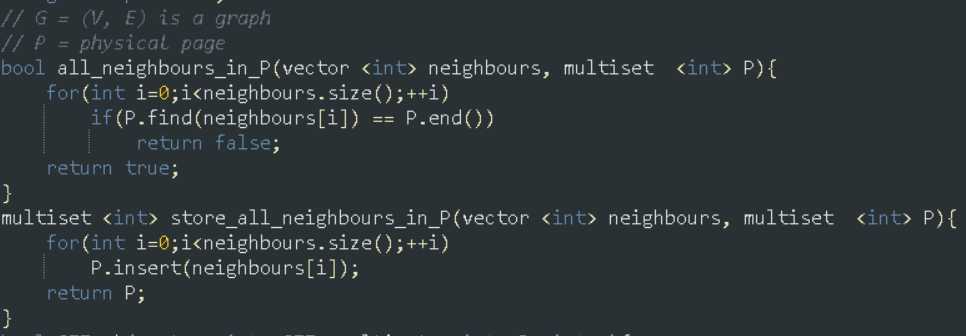 // G = (V, E) is a graph
// P = physical page
bool all_neighbours_in_P(vector <int> neighbours, multiset  <int> P){
    for(int i=0;i<neighbours.size();++i)
        if(P.find(neighbours[i]) == P.end())
            return false;
    return true;
}
multiset <int> store_all_neighbours_in_P(vector <int> neighbours, multiset  <int> P){
    for(int i=0;i<neighbours.size();++i)
        P.insert(neighbours[i]);
    return P;
}